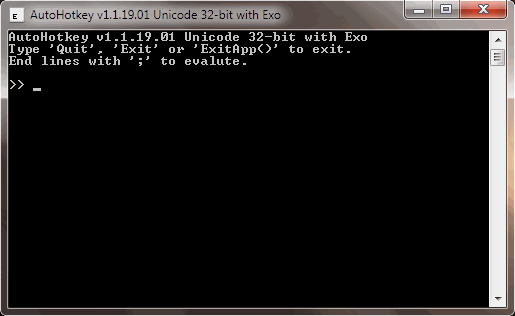 E AutoHotkey v1.1.19.01 Unicode 32-bit with Exo
AutoHotkey v1.1.19.01 Unicode 32-bit with Exo
Type 'Quit', 'Exit' or 'ExitApp()' to exit.
End lines with ';' to evalute.
>> _